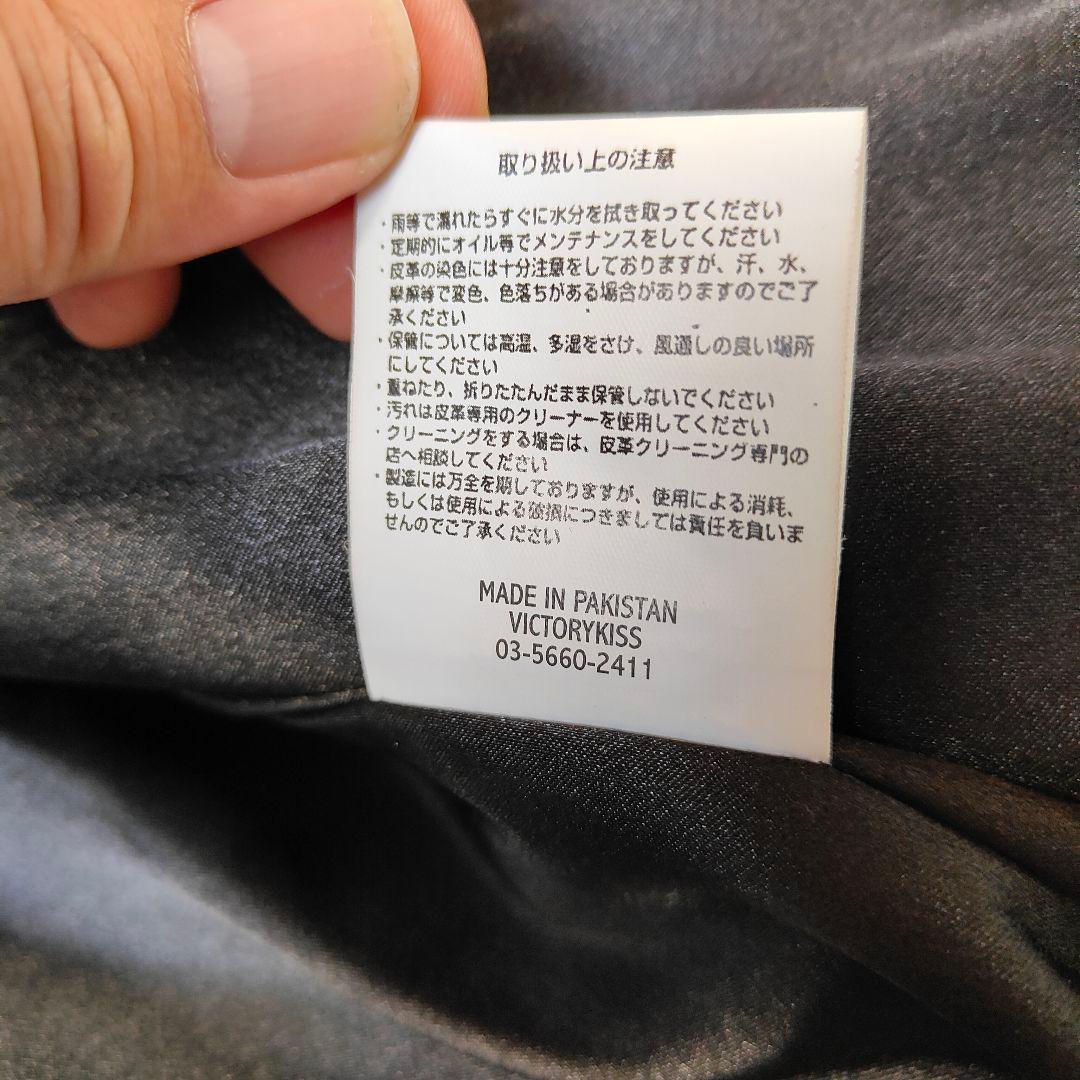 取り扱い上の注意
・雨等で濡れたらすぐに水分を拭き取ってください
・定期的にオイル等でメンテナンスをしてください
・皮革の染色には十分注意をしておりますが、汗、水、
摩擦等で変色、色落ちがある場合がありますのでご了
承ください
・保管については高温、多湿をさけ、風通しの良い場所
にしてください
・重ねたり、折りたたんだまま保管しないでください
・汚れは皮革専用のクリーナーを使用してください
・クリーニングをする場合は、皮革クリーニング専門の
店へ相談してください
・製造には万全を期しておりますが、使用による消耗、
もしくは使用による破損につきましては責任を負いま
せんのでご了承ください
MADE IN PAKISTAN
VICTORYKISS
03-5660-2411